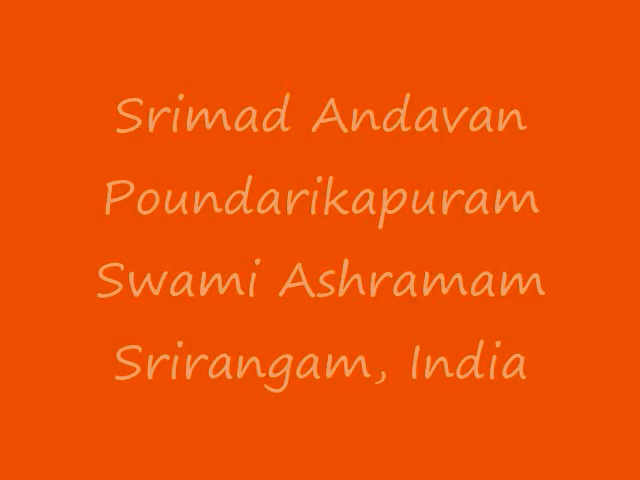 Srimad Andavan
Poundarikapuram
Swami Ashramam
Srirangam, India